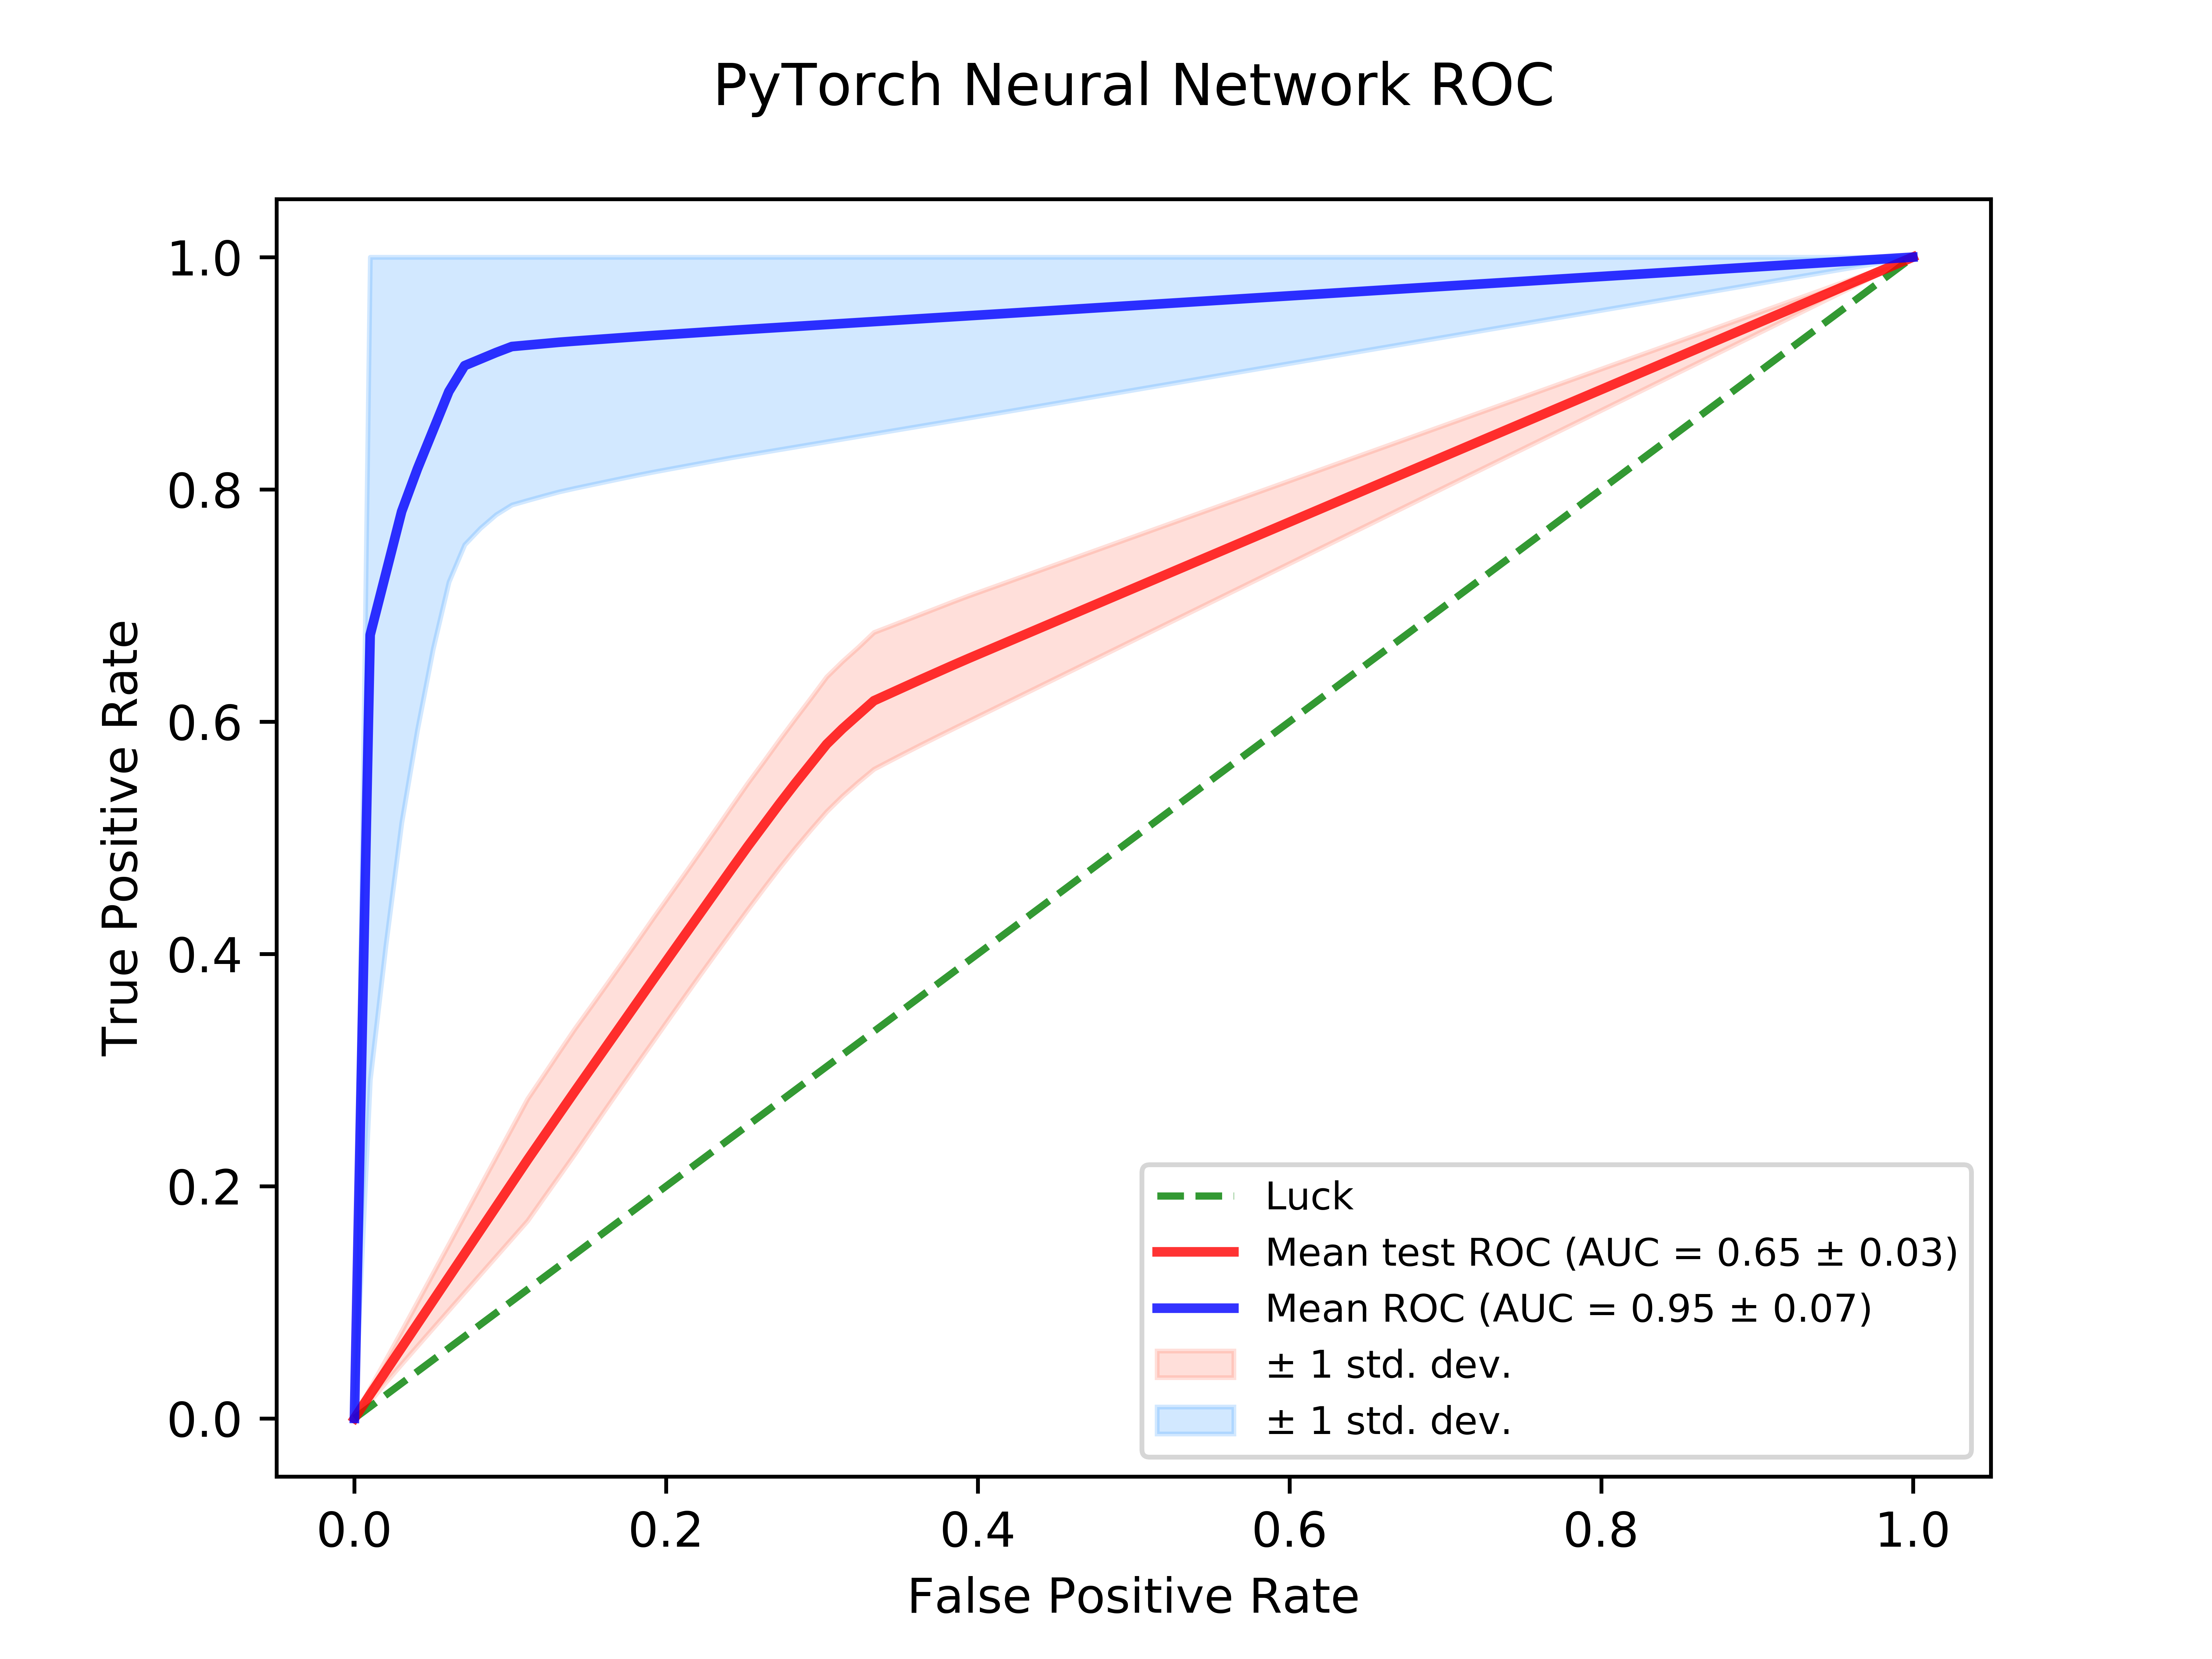 PyTorch Neural Network ROC
True Positive Rate
1.0
0.8
0.6
0.4
0.2
0.0
0.0 0.2 0.4 0.6 0.8 1.0
False Positive Rate
Luck
Mean test ROC (AUC = 0.65 ± 0.03)
Mean ROC (AUC = 0.95 ± 0.07)
± 1 std. dev.
± 1 std. dev.